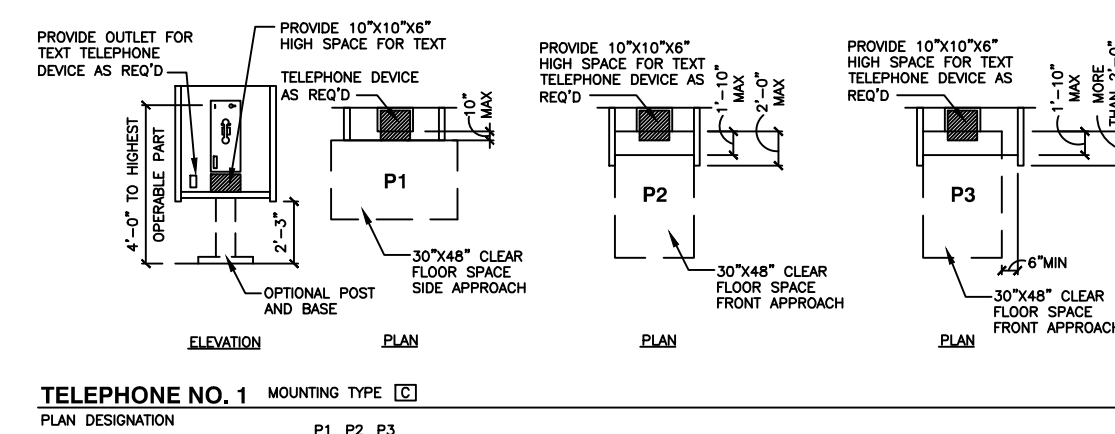 PROVIDE OUTLET FOR
TEXT TELEPHONE
DEVICE AS REQ'D
PROVIDE 10"X10"X6"
HIGH SPACE FOR TEXT
TELEPHONE DEVICE
AS REQ'D
4'-0" TO HIGHEST
OPERABLE PART
2'-3"
OPTIONAL POST
AND BASE
ELEVATION
10"
MAX
P1
30"X48" CLEAR
FLOOR SPACE
SIDE APPROACH
PLAN
PROVIDE 10"X10"X6"
HIGH SPACE FOR TEXT
TELEPHONE DEVICE AS
REQ'D
1'-10"
MAX
2'-0"
MAX
P2
30"X48" CLEAR
FLOOR SPACE
FRONT APPROACH
PLAN
PROVIDE 10"X10"X6"
HIGH SPACE FOR TEXT
TELEPHONE DEVICE AS
REQ'D
1'-10"
MAX
MORE
THAN 2'-0"
P3
6"MIN
30"X48" CLEAR
FLOOR SPACE
FRONT APPROACH
PLAN
TELEPHONE NO. 1 MOUNTING TYPE C
PLAN DESIGNATION
P1 P2 P3